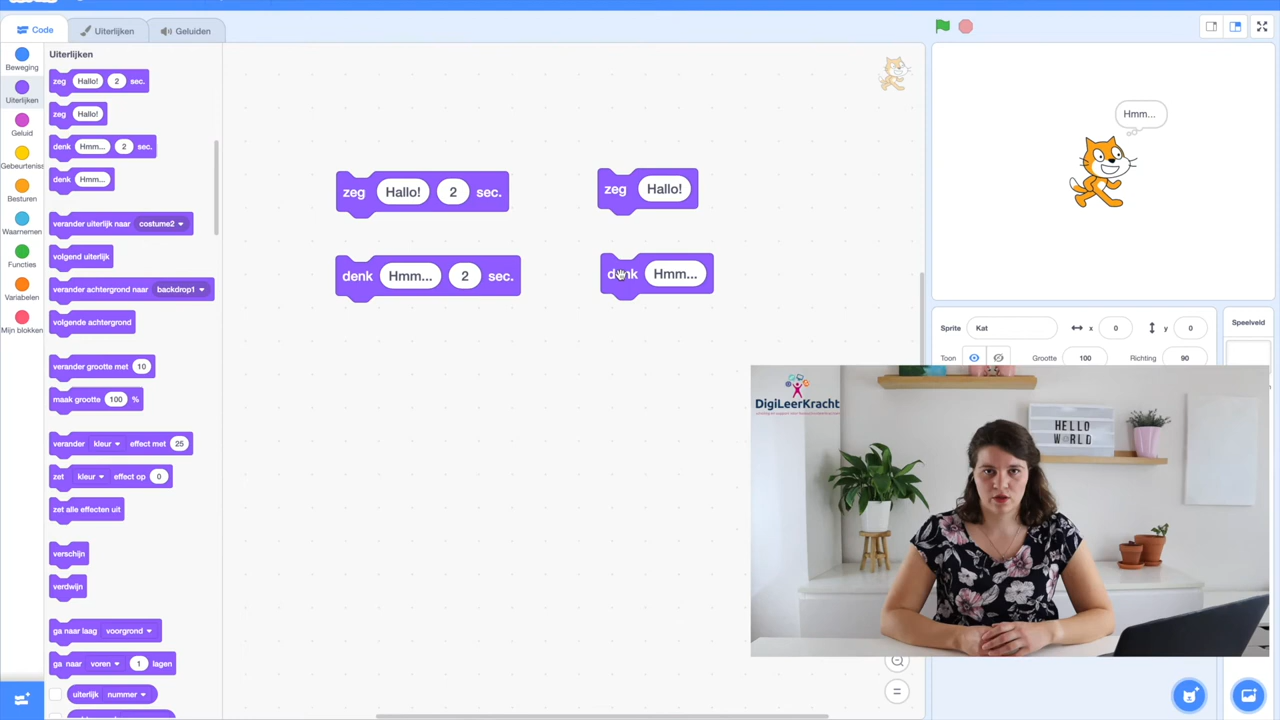 Code
Uiterlijken
Geluiden
Beweging
Uiterlijken
Geluid
Gebeurteniss
Besturen
Waarnemen
Functies
Variabelen
Mijn blokken
Uiterlijken
zeg Hallo! 2 sec.
zeg Hallo!
denk Hmm... 2 sec.
denk Hmm...
verander uiterlijk naar costume2
volgend uiterlijk
verander achtergrond naar backdrop1
volgende achtergrond
verander grootte met 10
maak grootte 100 %
verander kleur effect met 25
zet kleur effect op 0
zet alle effecten uit
verschijn
verdwijn
ga naar laag voorgrond
ga naar voren 1 lagen
uiterlijk nummer
zeg Hallo! 2 sec.
zeg Hallo!
denk Hmm... 2 sec.
denk Hmm...
Hmm...
Sprite Kat x 0 y 0
Toon Grootte 100 Richting 90
Speelveld
DigiLeerKracht
HELLO
WORLD